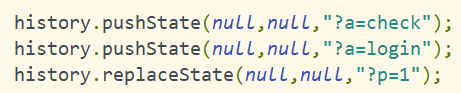 history.pushState(null,null,"?a=check");
history.pushState(null,null,"?a=login");
history.replaceState(null,null,"?p=1");